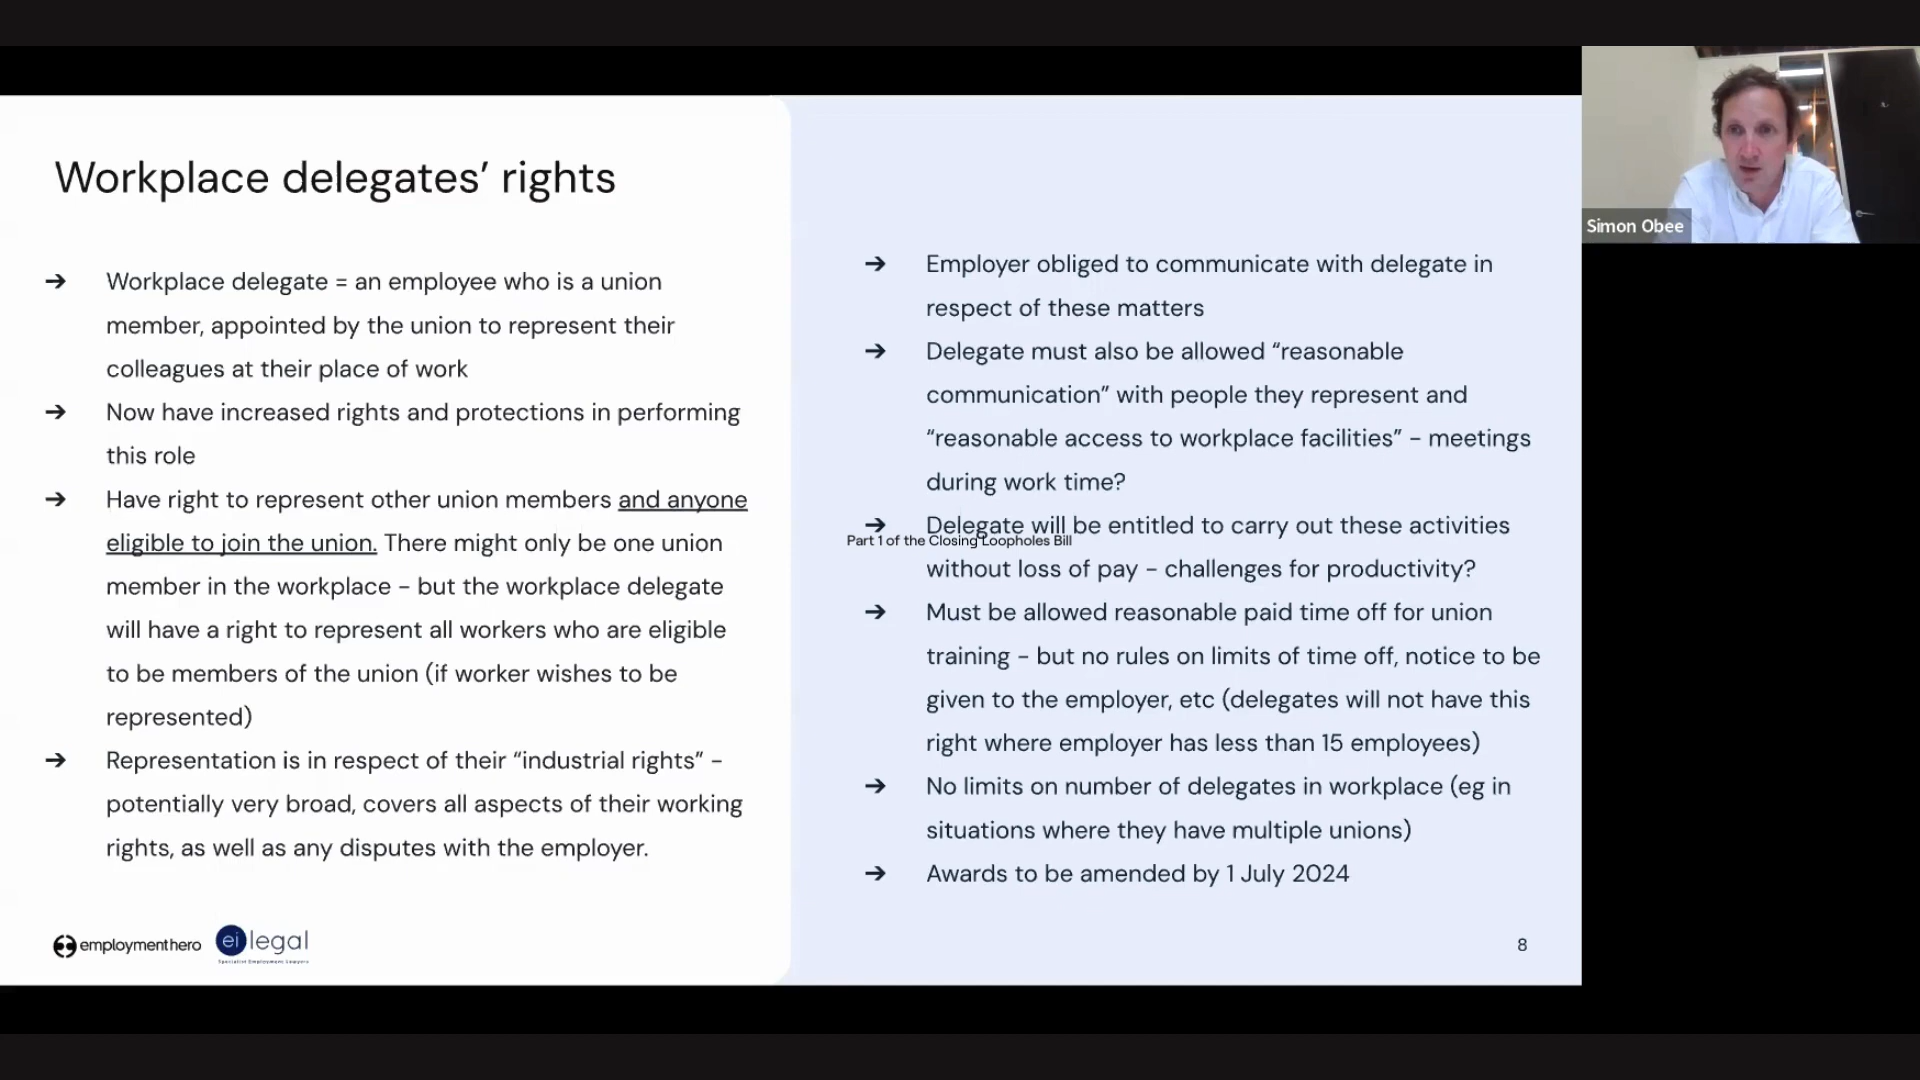 Workplace delegates’ rights
➔ Workplace delegate = an employee who is a union
member, appointed by the union to represent their
colleagues at their place of work
➔ Now have increased rights and protections in performing
this role
➔ Have right to represent other union members and anyone
eligible to join the union. There might only be one union
member in the workplace – but the workplace delegate
will have a right to represent all workers who are eligible
to be members of the union (if worker wishes to be
represented)
➔ Representation is in respect of their “industrial rights” –
potentially very broad, covers all aspects of their working
rights, as well as any disputes with the employer.
employmenthero
ei legal
Specialist Employment Lawyers
➔ Employer obliged to communicate with delegate in
respect of these matters
➔ Delegate must also be allowed “reasonable
communication” with people they represent and
“reasonable access to workplace facilities” – meetings
during work time?
➔ Delegate will be entitled to carry out these activities
Part 1 of the Closing Loopholes Bill
without loss of pay – challenges for productivity?
➔ Must be allowed reasonable paid time off for union
training – but no rules on limits of time off, notice to be
given to the employer, etc (delegates will not have this
right where employer has less than 15 employees)
➔ No limits on number of delegates in workplace (eg in
situations where they have multiple unions)
➔ Awards to be amended by 1 July 2024
8
Simon Obee